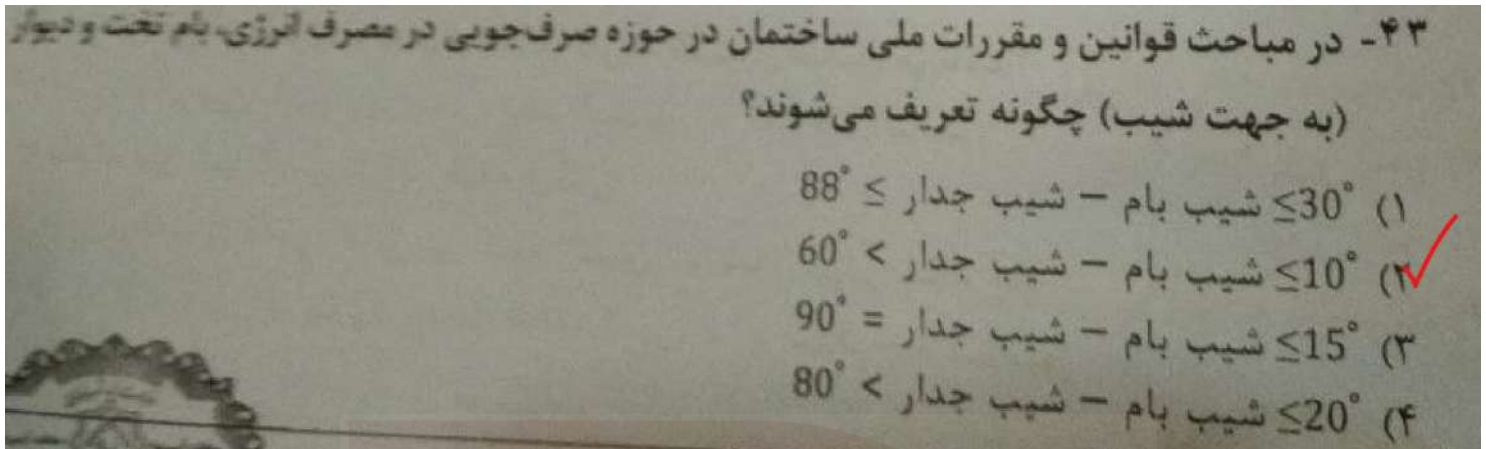 ۴۳- در مباحث قوانین و مقررات ملی ساختمان در حوزه صرف‌جویی در مصرف انرژی، بام تخت و دیوار
(به جهت شیب) چگونه تعریف می‌شوند؟
۱) 30° ≥ شیب بام – شیب جدار ≥ 88°
۲) 10° ≥ شیب بام – شیب جدار > 60°
۳) 15° ≥ شیب بام – شیب جدار = 90°
۴) 20° ≥ شیب بام – شیب جدار > 80°